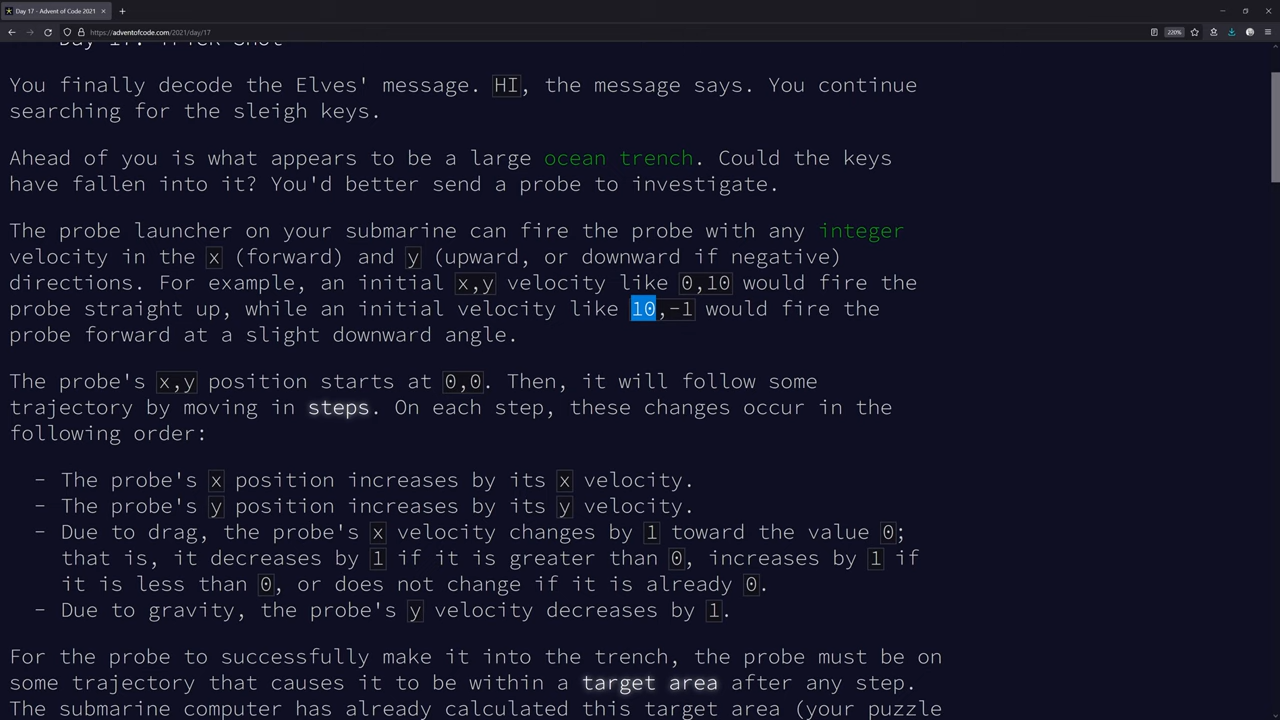 Day 17 - Advent of Code 2021
https://adventofcode.com/2021/day/17
220%
Day 17: Trick Shot
You finally decode the Elves' message. HI, the message says. You continue
searching for the sleigh keys.
Ahead of you is what appears to be a large ocean trench. Could the keys
have fallen into it? You'd better send a probe to investigate.
The probe launcher on your submarine can fire the probe with any integer
velocity in the x (forward) and y (upward, or downward if negative)
directions. For example, an initial x,y velocity like 0,10 would fire the
probe straight up, while an initial velocity like 10,-1 would fire the
probe forward at a slight downward angle.
The probe's x,y position starts at 0,0. Then, it will follow some
trajectory by moving in steps. On each step, these changes occur in the
following order:
- The probe's x position increases by its x velocity.
- The probe's y position increases by its y velocity.
- Due to drag, the probe's x velocity changes by 1 toward the value 0;
that is, it decreases by 1 if it is greater than 0, increases by 1 if
it is less than 0, or does not change if it is already 0.
- Due to gravity, the probe's y velocity decreases by 1.
For the probe to successfully make it into the trench, the probe must be on
some trajectory that causes it to be within a target area after any step.
The submarine computer has already calculated this target area (your puzzle